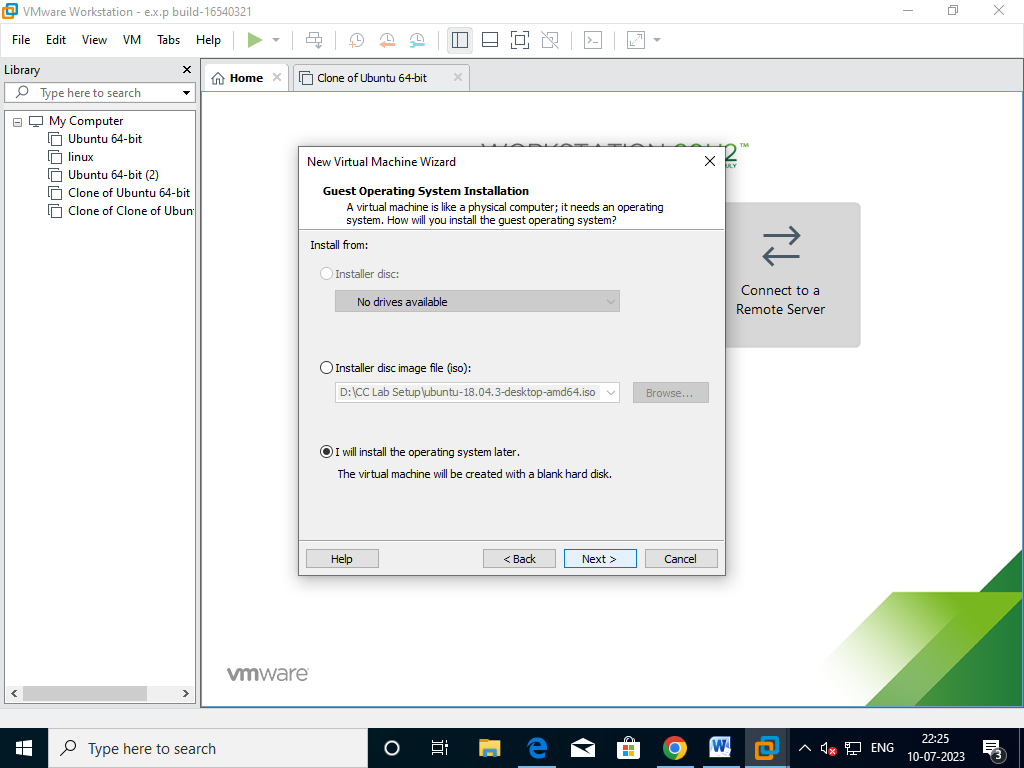 VMware Workstation - e.x.p build-16540321
File Edit View VM Tabs Help
Library
Type here to search
My Computer
Ubuntu 64-bit
linux
Ubuntu 64-bit (2)
Clone of Ubuntu 64-bit
Clone of Clone of Ubun
Home
Clone of Ubuntu 64-bit
New Virtual Machine Wizard
Guest Operating System Installation
A virtual machine is like a physical computer; it needs an operating
system. How will you install the guest operating system?
Install from:
Installer disc:
No drives available
Installer disc image file (iso):
D:\CC Lab Setup\ubuntu-18.04.3-desktop-amd64.iso
Browse...
I will install the operating system later.
The virtual machine will be created with a blank hard disk.
Help
< Back
Next >
Cancel
Connect to a
Remote Server
vmware
Type here to search
ENG
22:25
10-07-2023
3